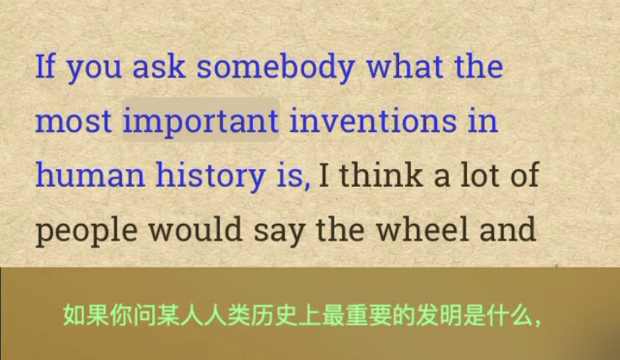 If you ask somebody what the
most important inventions in
human history is, I think a lot of
people would say the wheel and
如果你问某人人类历史上最重要的发明是什么，